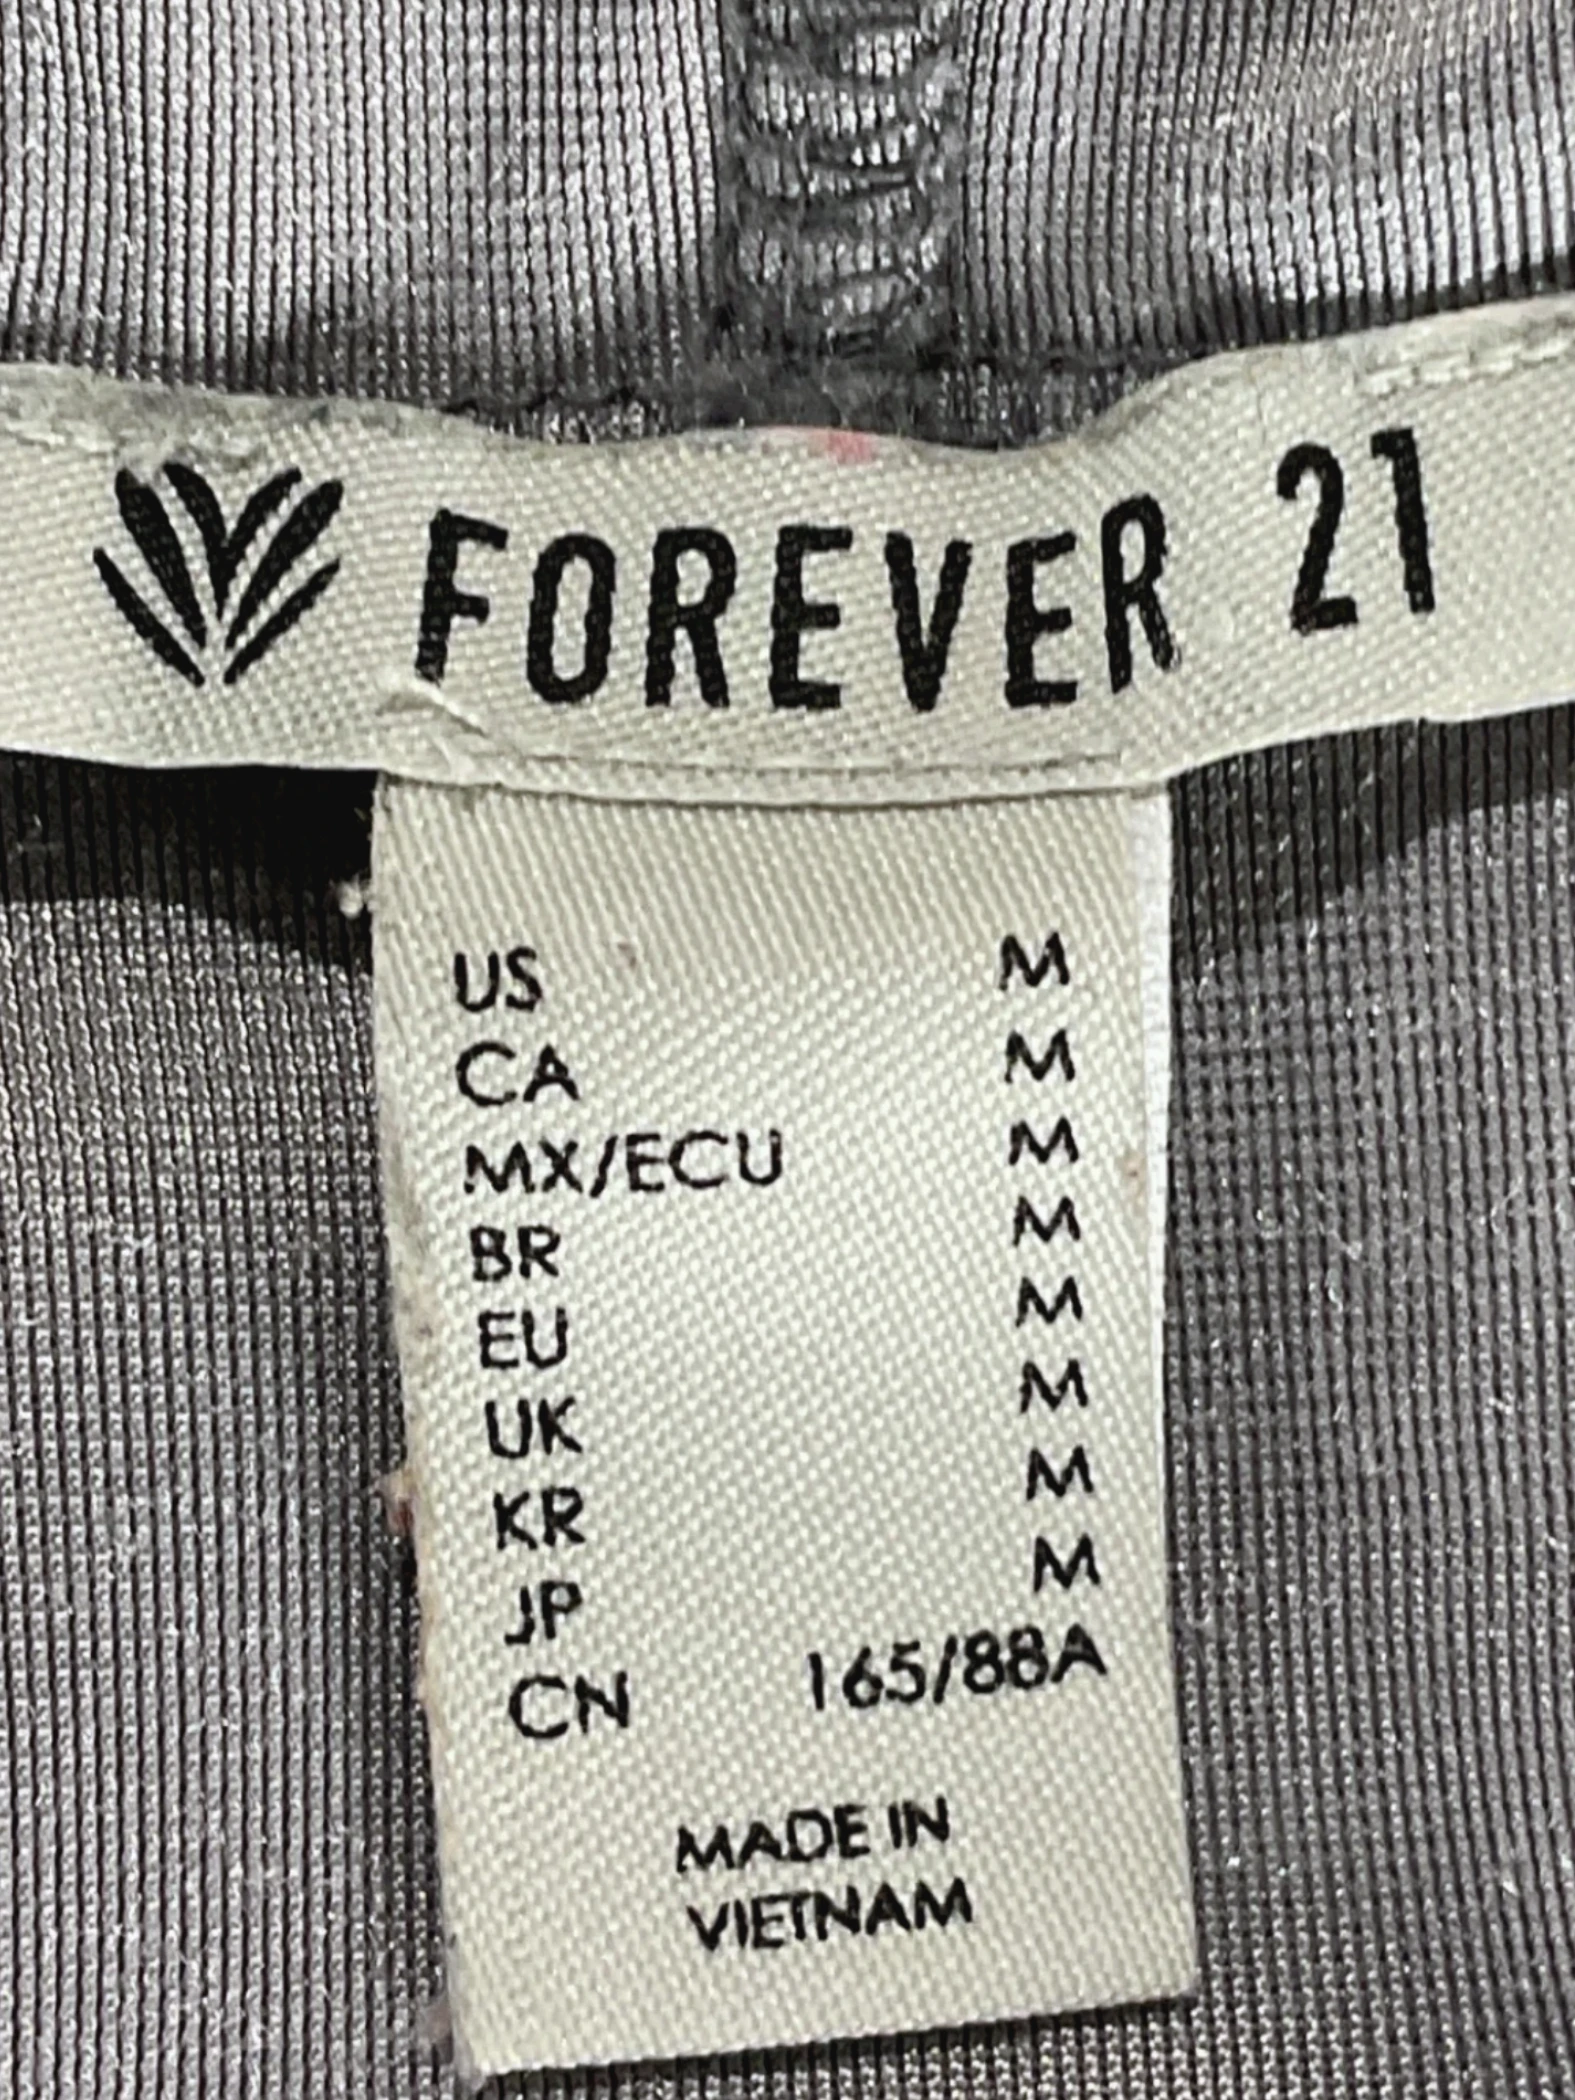 FOREVER 21
US M
CA M
MX/ECU M
BR M
EU M
UK M
KR M
JP M
CN 165/88A
MADE IN
VIETNAM